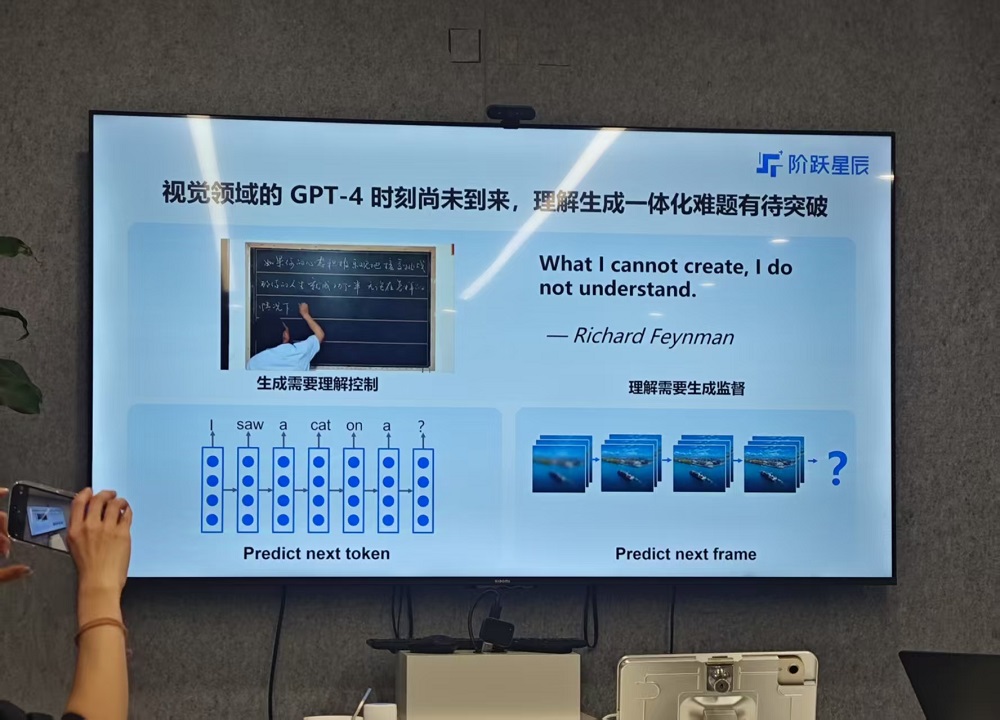 阶跃星辰
视觉领域的 GPT-4 时刻尚未到来，理解生成一体化难题有待突破
What I cannot create, I do
not understand.
— Richard Feynman
生成需要理解控制
理解需要生成监督
I saw a cat on a ?
Predict next token
?
Predict next frame